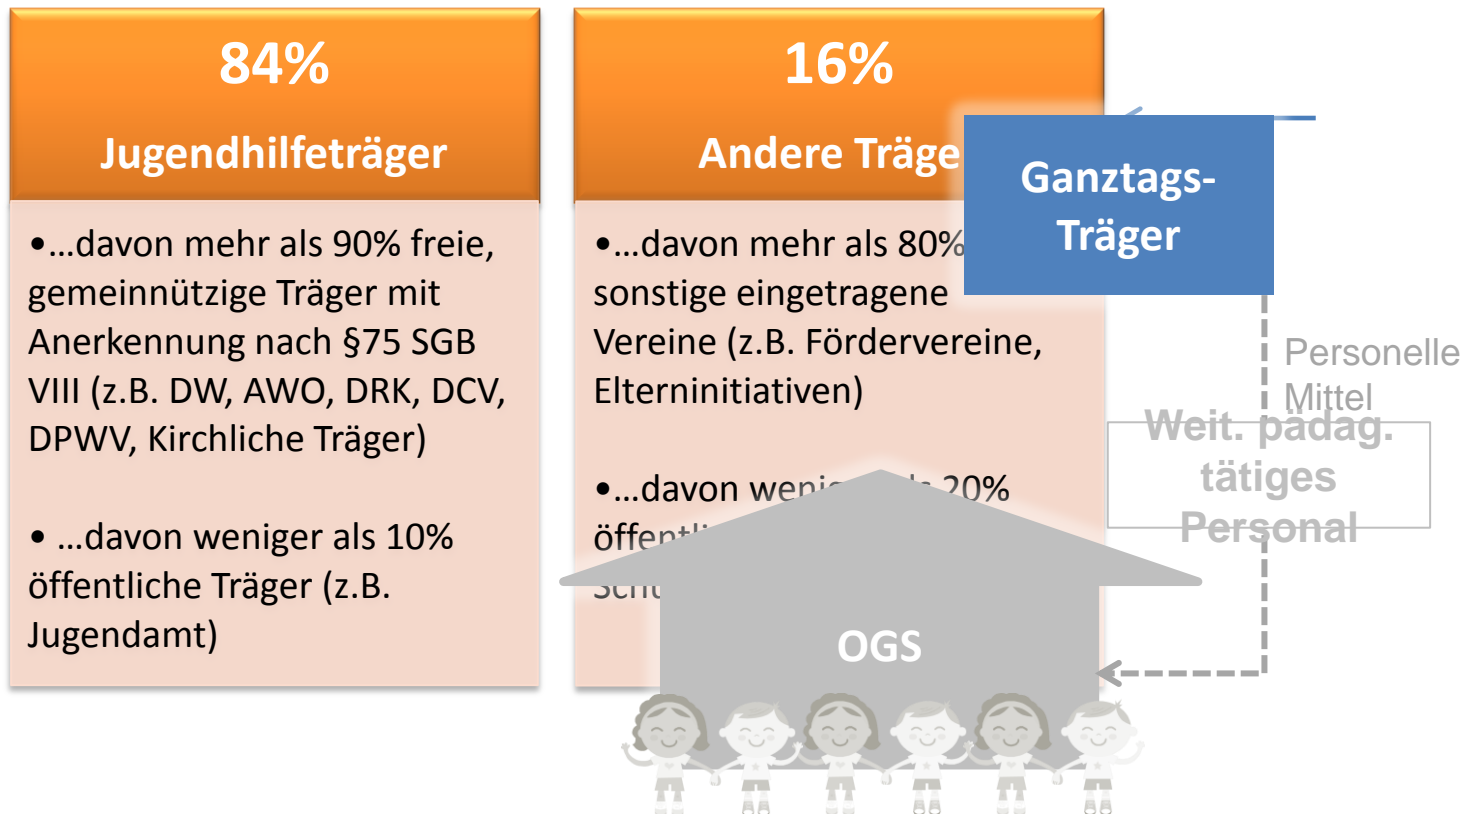 84%
Jugendhilfeträger
•…davon mehr als 90% freie,
gemeinnützige Träger mit
Anerkennung nach §75 SGB
VIII (z.B. DW, AWO, DRK, DCV,
DPWV, Kirchliche Träger)
• …davon weniger als 10%
öffentliche Träger (z.B.
Jugendamt)
16%
Andere Träge
•…davon mehr als 80%
sonstige eingetragene
Vereine (z.B. Fördervereine,
Elterninitiativen)
•…davon 20%
Ganztags-
Träger
Personelle
Mittel
Weit. pädag.
tätiges
Personal
OGS